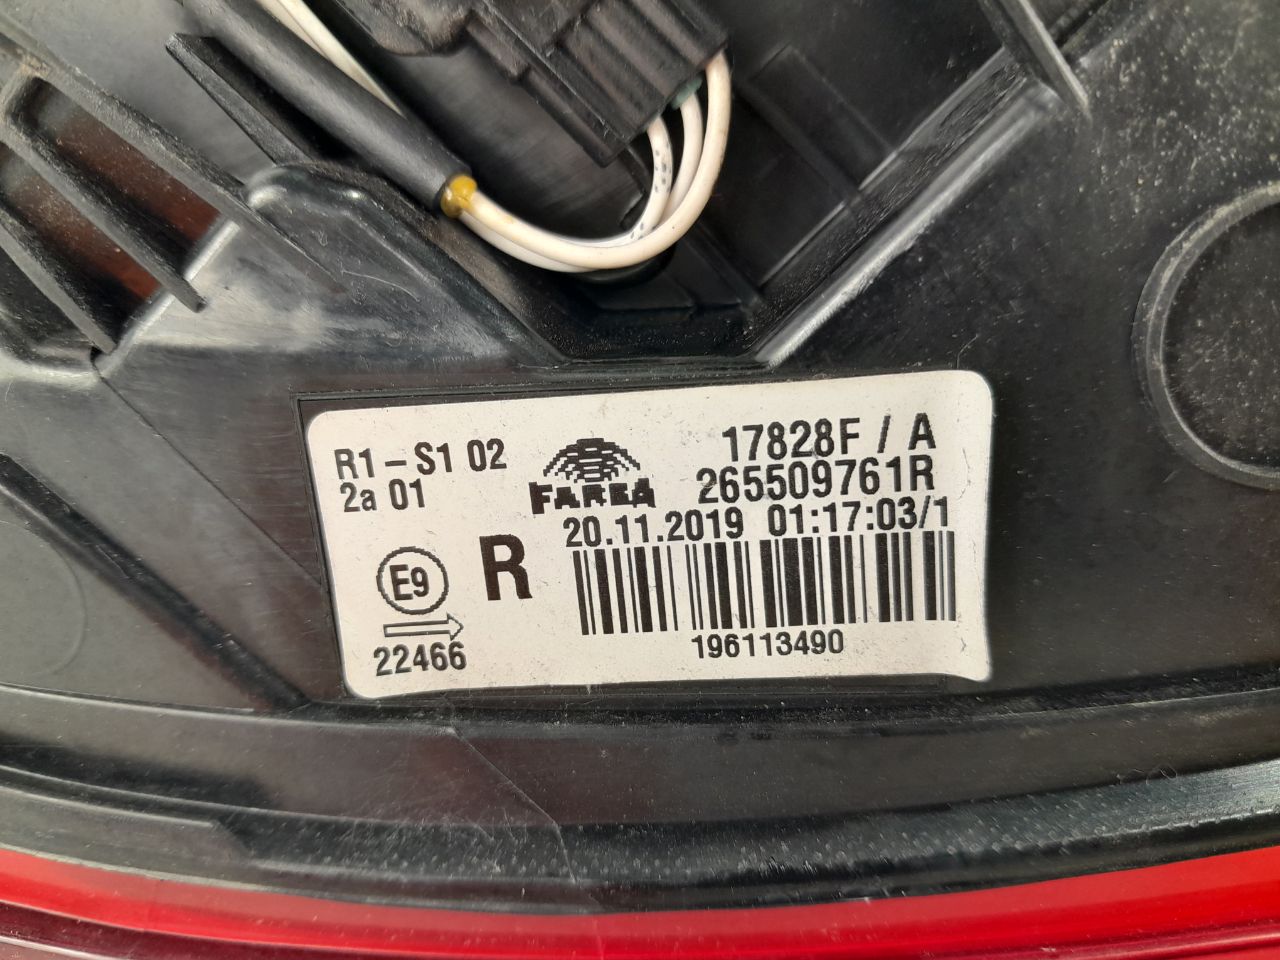 R1-S1 02
2a 01
FARBA
17828F / A
265509761R
20.11.2019 01:17:03/1
E9
R
22466
196113490